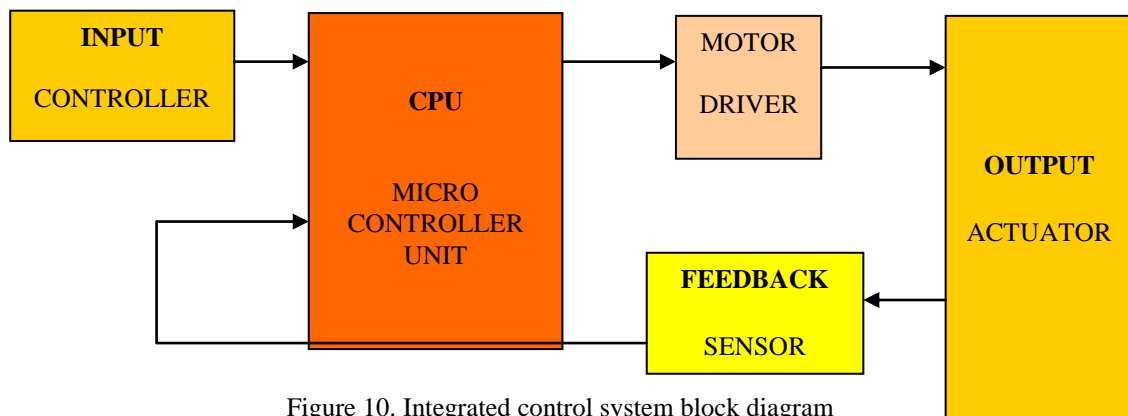 INPUT
CONTROLLER
CPU
MICRO
CONTROLLER
UNIT
MOTOR
DRIVER
OUTPUT
ACTUATOR
FEEDBACK
SENSOR
Figure 10. Integrated control system block diagram